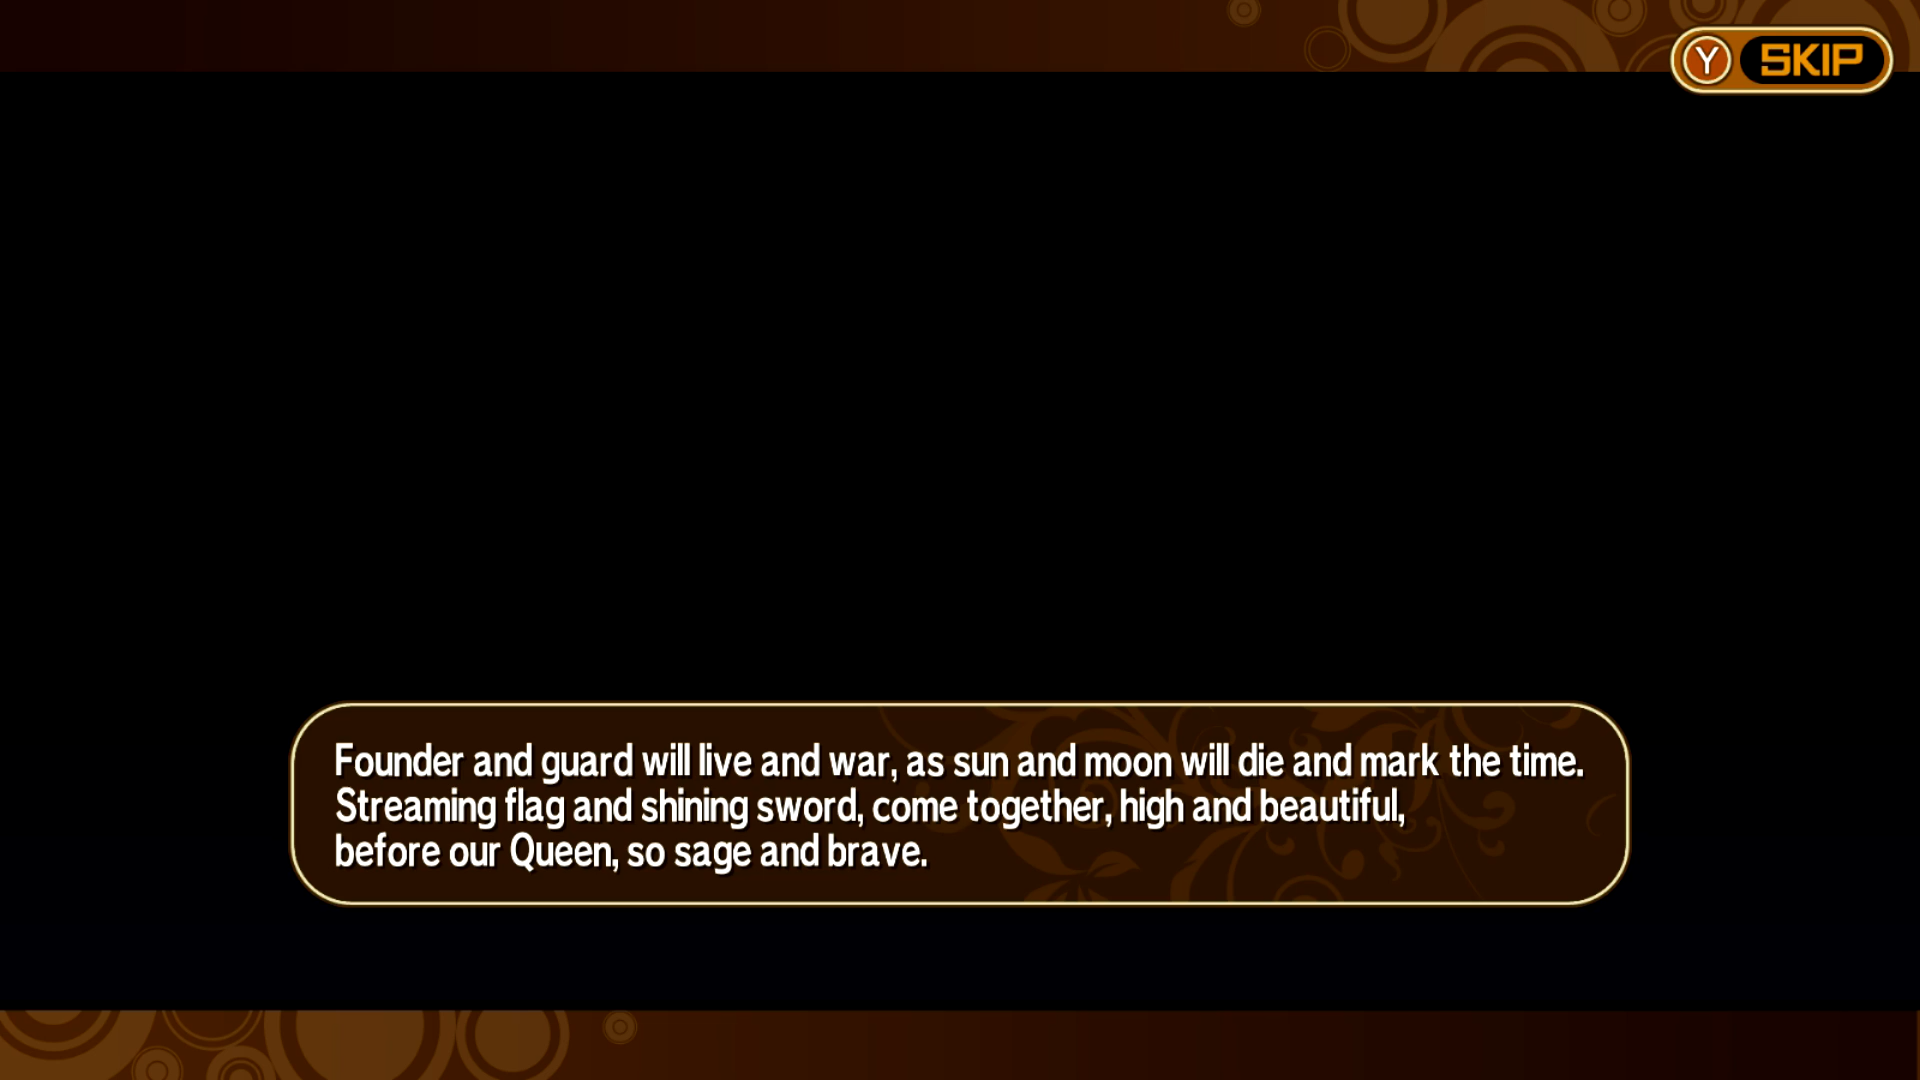 Y SKIP
Founder and guard will live and war, as sun and moon will die and mark the time.
Streaming flag and shining sword, come together, high and beautiful,
before our Queen, so sage and brave.